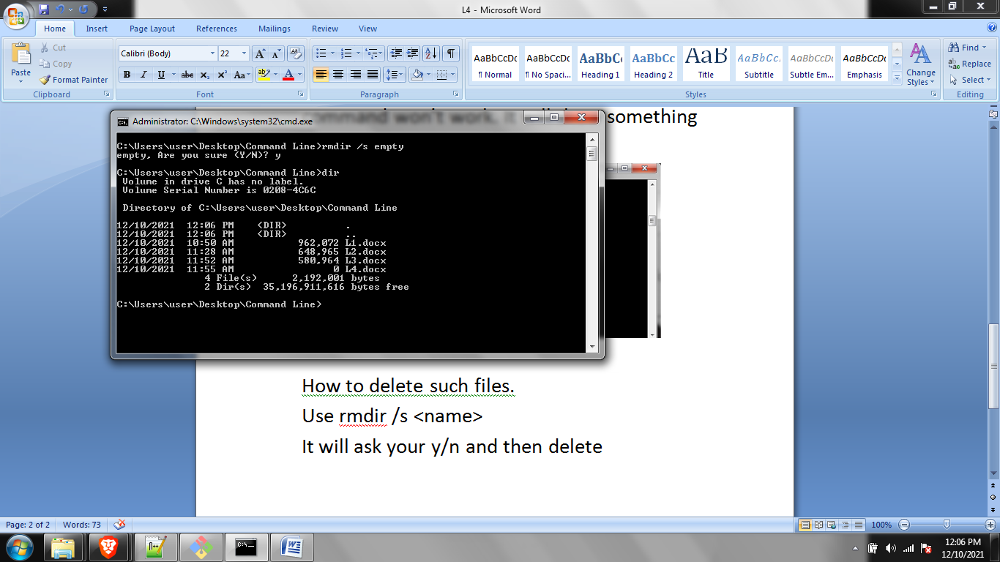 L4 - Microsoft Word
Home Insert Page Layout References Mailings Review View
Paste
Cut
Copy
Format Painter
Clipboard
Calibri (Body) 22
Font
Paragraph
AaBbCcDc AaBbCcDc AaBbCc AaBbCc AaB AaBbCc. AaBbCcDc AaBbCcDc
¶ Normal ¶ No Spaci... Heading 1 Heading 2 Title Subtitle Subtle Em... Emphasis
Change Styles
Styles
Find
Replace
Select
Editing
command won't work, it something
Administrator: C:\Windows\system32\cmd.exe
C:\Users\user\Desktop\Command Line>rmdir /s empty
empty, Are you sure (Y/N)? y
C:\Users\user\Desktop\Command Line>dir
Volume in drive C has no label.
Volume Serial Number is 0208-4C6C
Directory of C:\Users\user\Desktop\Command Line
12/10/2021 12:06 PM <DIR> .
12/10/2021 12:06 PM <DIR> ..
12/10/2021 10:50 AM 962,072 L1.docx
12/10/2021 11:28 AM 648,965 L2.docx
12/10/2021 11:52 AM 580,964 L3.docx
12/10/2021 11:55 AM 0 L4.docx
4 File(s) 2,192,001 bytes
2 Dir(s) 35,196,911,616 bytes free
C:\Users\user\Desktop\Command Line>
How to delete such files.
Use rmdir /s <name>
It will ask your y/n and then delete
Page: 2 of 2 Words: 73 100%
12:06 PM
12/10/2021